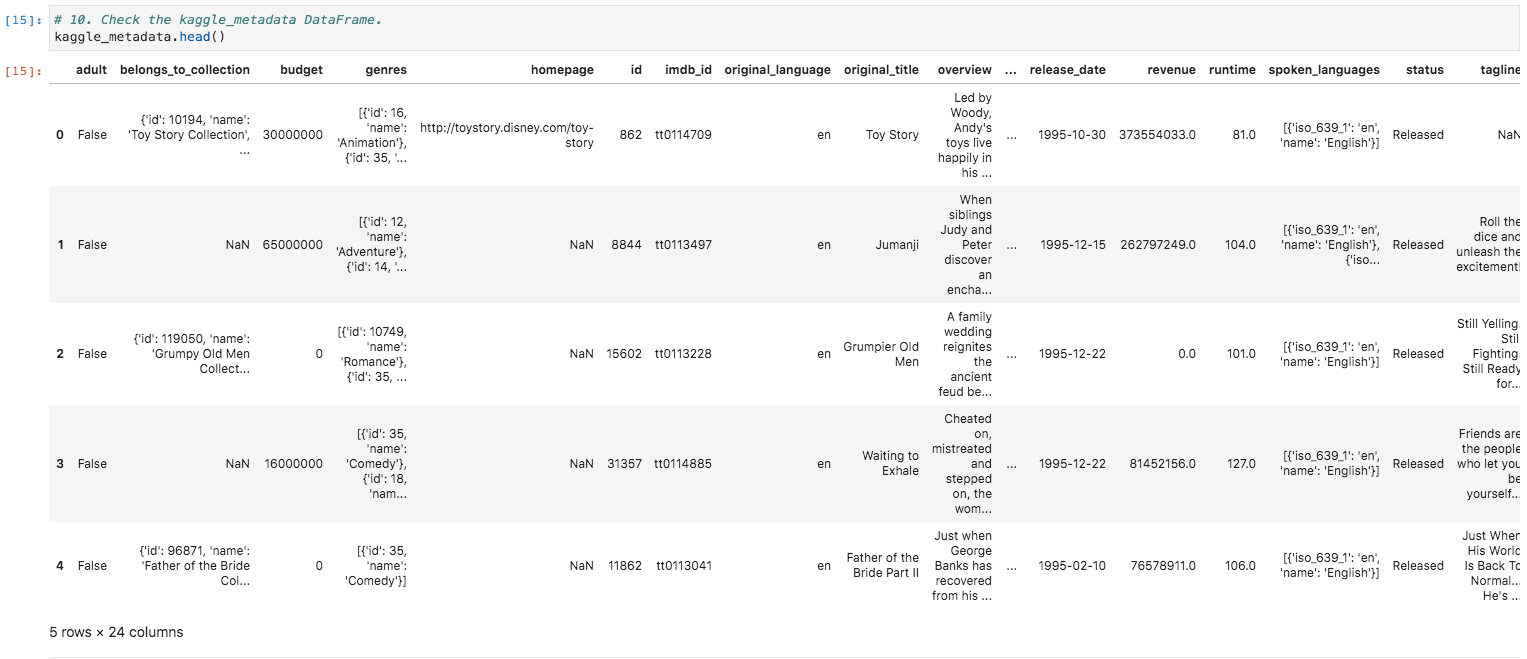 [15]: # 10. Check the kaggle_metadata DataFrame.
kaggle_metadata.head()
[15]: adult belongs_to_collection budget genres homepage id imdb_id original_language original_title overview ... release_date revenue runtime spoken_languages status tagline
0 False {'id': 10194, 'name': 'Toy Story Collection', ... 30000000 [{'id': 16, 'name': 'Animation'}, {'id': 35, '... http://toystory.disney.com/toy-story 862 tt0114709 en Toy Story Led by Woody, Andy's toys live happily in his ... ... 1995-10-30 373554033.0 81.0 [{'iso_639_1': 'en', 'name': 'English'}] Released NaN
1 False NaN 65000000 [{'id': 12, 'name': 'Adventure'}, {'id': 14, '... NaN 8844 tt0113497 en Jumanji When siblings Judy and Peter discover an encha... ... 1995-12-15 262797249.0 104.0 [{'iso_639_1': 'en', 'name': 'English'}, {'iso... Released Roll the dice and unleash the excitement!
2 False {'id': 119050, 'name': 'Grumpy Old Men Collect... 0 [{'id': 10749, 'name': 'Romance'}, {'id': 35, ... NaN 15602 tt0113228 en Grumpier Old Men A family wedding reignites the ancient feud be... ... 1995-12-22 0.0 101.0 [{'iso_639_1': 'en', 'name': 'English'}] Released Still Yelling. Still Fighting. Still Ready for...
3 False NaN 16000000 [{'id': 35, 'name': 'Comedy'}, {'id': 18, 'nam... NaN 31357 tt0114885 en Waiting to Exhale Cheated on, mistreated and stepped on, the wom... ... 1995-12-22 81452156.0 127.0 [{'iso_639_1': 'en', 'name': 'English'}] Released Friends are the people who let you be yourself...
4 False {'id': 96871, 'name': 'Father of the Bride Col... 0 [{'id': 35, 'name': 'Comedy'}] NaN 11862 tt0113041 en Father of the Bride Part II Just when George Banks has recovered from his ... ... 1995-02-10 76578911.0 106.0 [{'iso_639_1': 'en', 'name': 'English'}] Released Just When His World Is Back To Normal... He's ...
5 rows × 24 columns